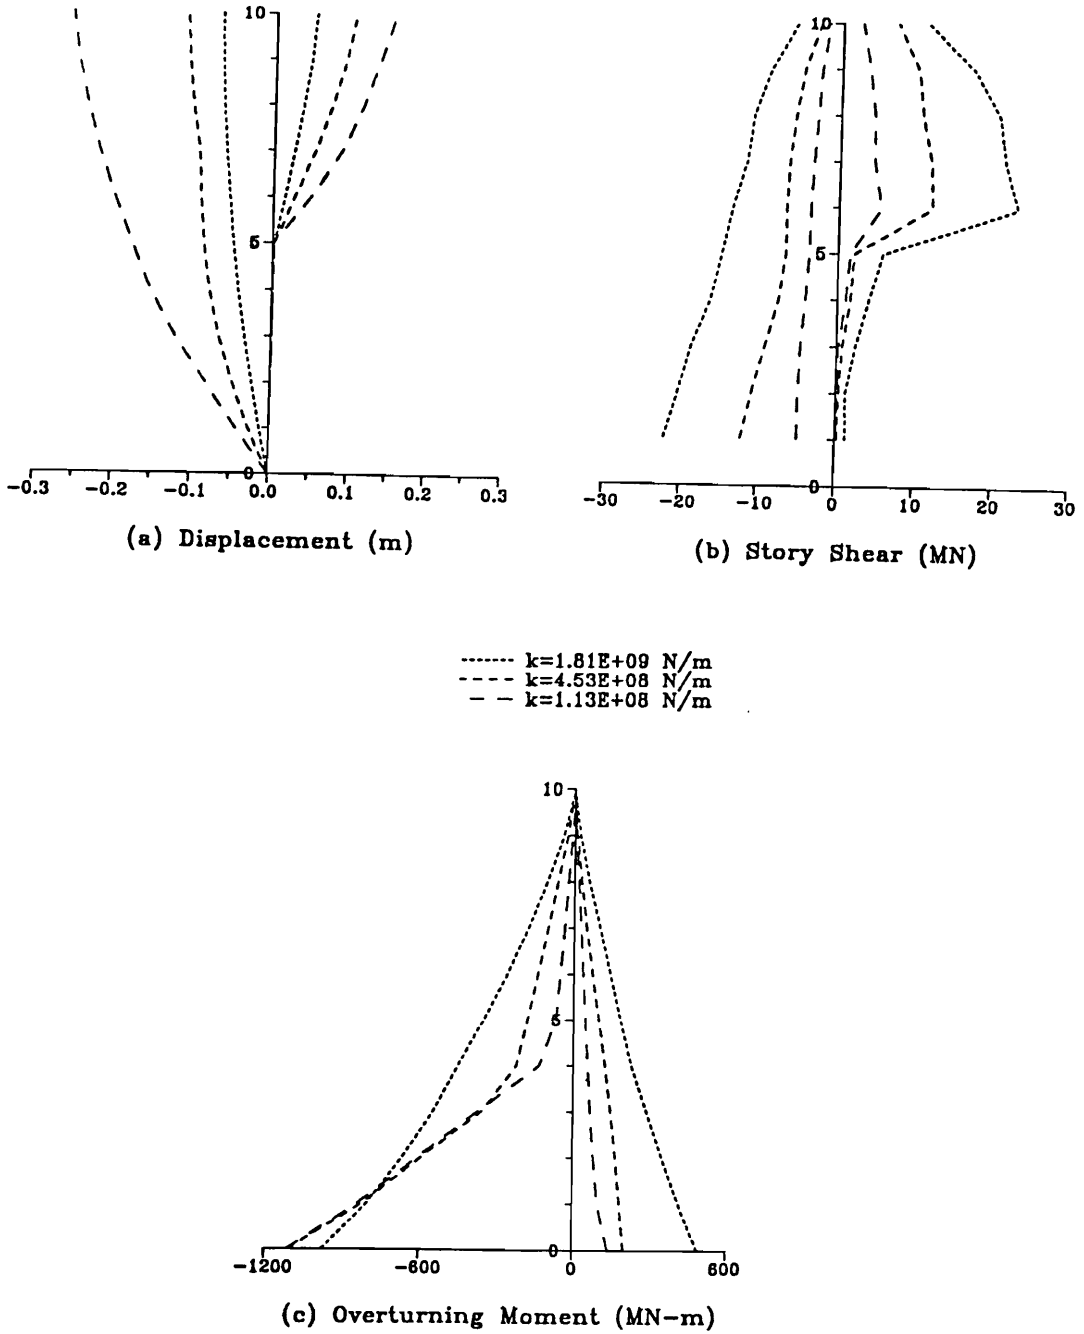 10
5
0
-0.3 -0.2 -0.1 0.0 0.1 0.2 0.3
(a) Displacement (m)
10
5
0
-30 -20 -10 0 10 20 30
(b) Story Shear (MN)
k=1.81E+09 N/m
k=4.53E+08 N/m
k=1.13E+08 N/m
10
5
0
-1200 -600 0 600
(c) Overturning Moment (MN-m)